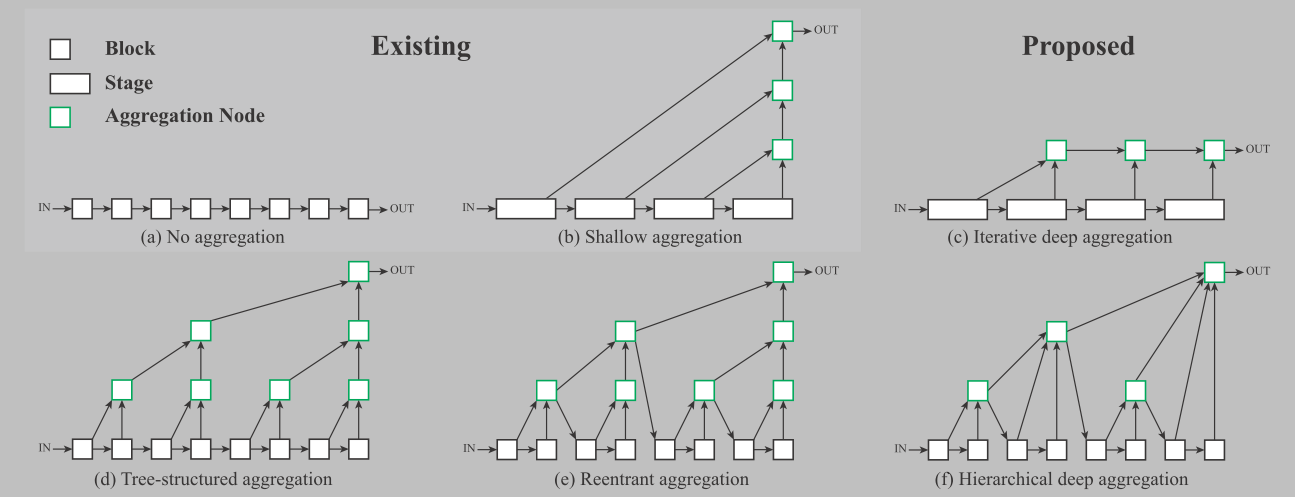 Existing
Proposed
Block
Stage
Aggregation Node
OUT
IN
OUT
(a) No aggregation
IN
(b) Shallow aggregation
OUT
IN
(c) Iterative deep aggregation
OUT
IN
(d) Tree-structured aggregation
OUT
IN
(e) Reentrant aggregation
OUT
IN
(f) Hierarchical deep aggregation